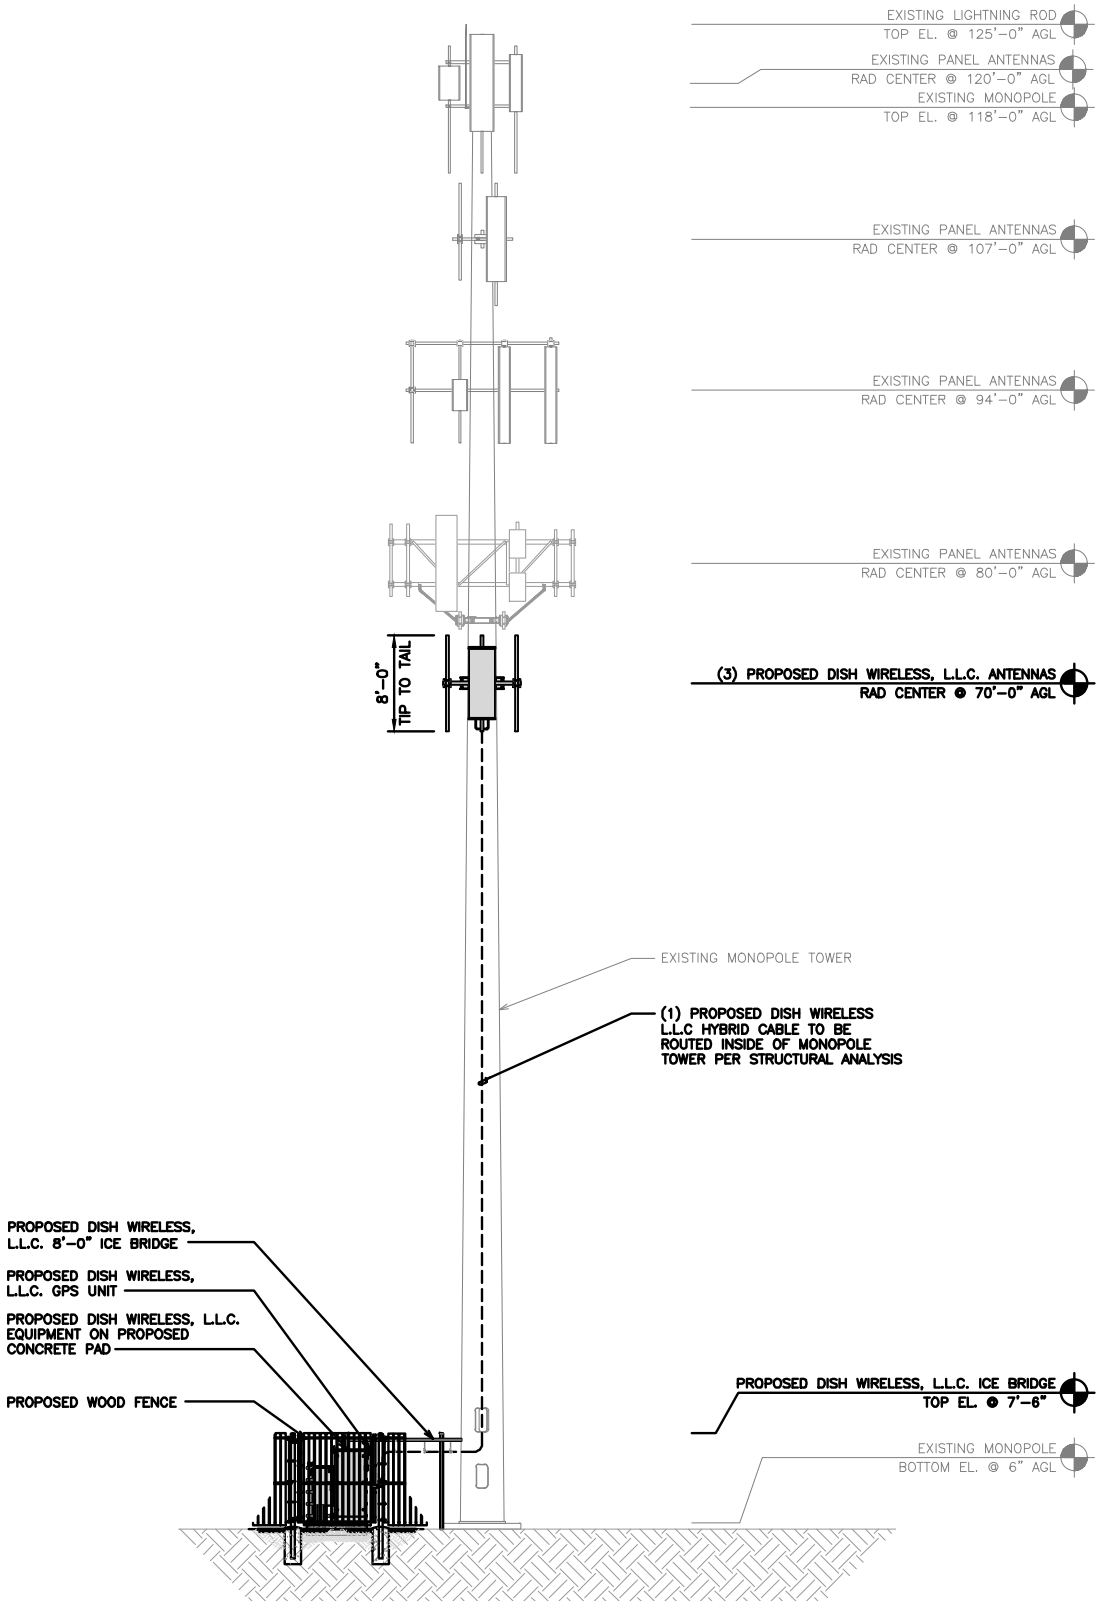 EXISTING LIGHTNING ROD
TOP EL. @ 125'-0" AGL
EXISTING PANEL ANTENNAS
RAD CENTER @ 120'-0" AGL
EXISTING MONOPOLE
TOP EL. @ 118'-0" AGL
EXISTING PANEL ANTENNAS
RAD CENTER @ 107'-0" AGL
EXISTING PANEL ANTENNAS
RAD CENTER @ 94'-0" AGL
EXISTING PANEL ANTENNAS
RAD CENTER @ 80'-0" AGL
8'-0"
TIP TO TAIL
(3) PROPOSED DISH WIRELESS, L.L.C. ANTENNAS
RAD CENTER @ 70'-0" AGL
EXISTING MONOPOLE TOWER
(1) PROPOSED DISH WIRELESS
L.L.C HYBRID CABLE TO BE
ROUTED INSIDE OF MONOPOLE
TOWER PER STRUCTURAL ANALYSIS
PROPOSED DISH WIRELESS,
L.L.C. 8'-0" ICE BRIDGE
PROPOSED DISH WIRELESS,
L.L.C. GPS UNIT
PROPOSED DISH WIRELESS, L.L.C.
EQUIPMENT ON PROPOSED
CONCRETE PAD
PROPOSED WOOD FENCE
PROPOSED DISH WIRELESS, L.L.C. ICE BRIDGE
TOP EL. @ 7'-6"
EXISTING MONOPOLE
BOTTOM EL. @ 6" AGL